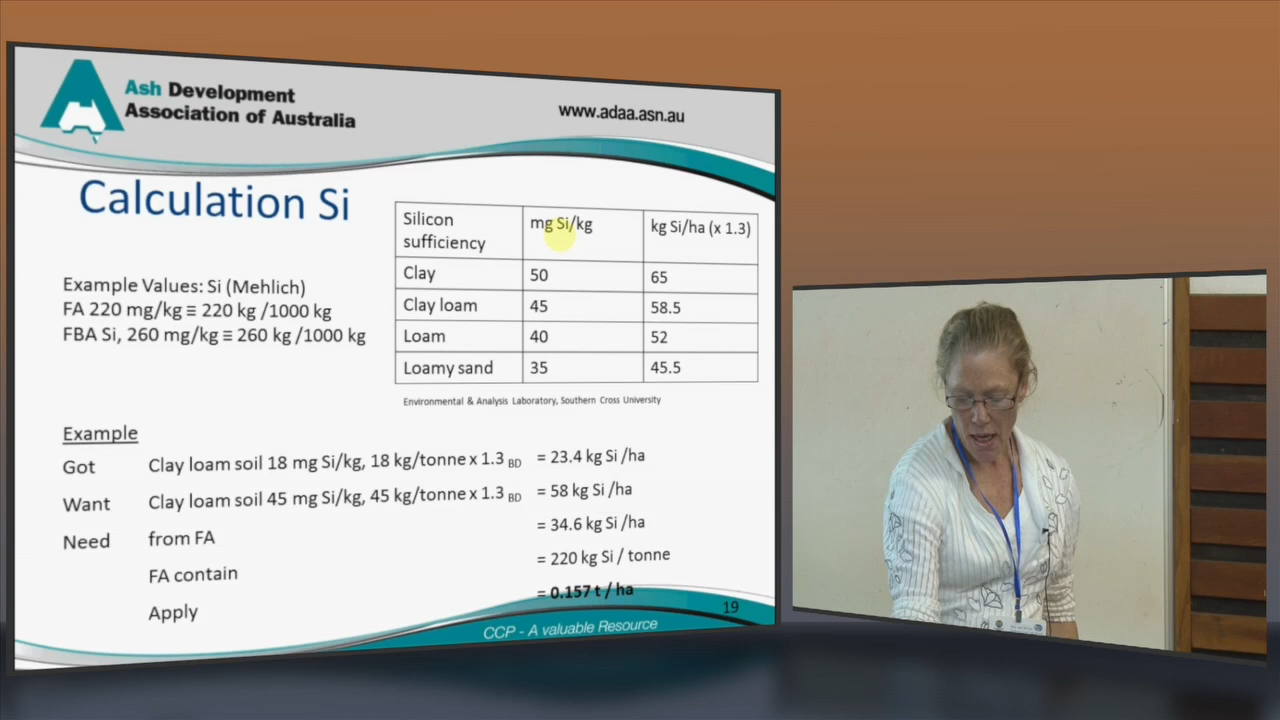 Ash Development
Association of Australia
www.adaa.asn.au
Calculation Si
Example Values: Si (Mehlich)
FA 220 mg/kg ≡ 220 kg /1000 kg
FBA Si, 260 mg/kg ≡ 260 kg /1000 kg
Silicon sufficiency mg Si/kg kg Si/ha (x 1.3)
Clay 50 65
Clay loam 45 58.5
Loam 40 52
Loamy sand 35 45.5
Environmental & Analysis Laboratory, Southern Cross University
Example
Got Clay loam soil 18 mg Si/kg, 18 kg/tonne x 1.3 BD = 23.4 kg Si /ha
Want Clay loam soil 45 mg Si/kg, 45 kg/tonne x 1.3 BD = 58 kg Si /ha
Need from FA = 34.6 kg Si /ha
FA contain = 220 kg Si / tonne
Apply = 0.157 t / ha
19
CCP - A valuable Resource